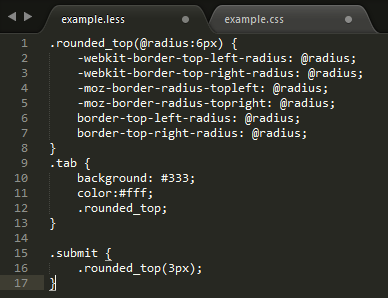 example.less
example.css
1 .rounded_top(@radius:6px) {
2 -webkit-border-top-left-radius: @radius;
3 -webkit-border-top-right-radius: @radius;
4 -moz-border-radius-topleft: @radius;
5 -moz-border-radius-topright: @radius;
6 border-top-left-radius: @radius;
7 border-top-right-radius: @radius;
8 }
9 .tab {
10 background: #333;
11 color:#fff;
12 .rounded_top;
13 }
14
15 .submit {
16 .rounded_top(3px);
17 }